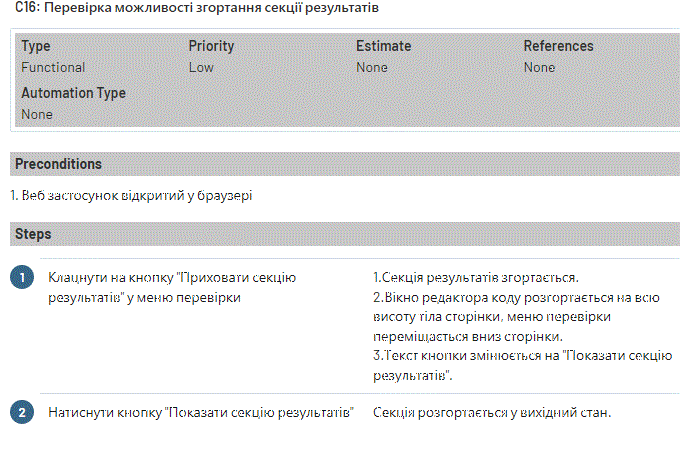 C16: Перевірка можливості згортання секції результатів
Type Priority Estimate References
Functional Low None None
Automation Type
None
Preconditions
1. Веб застосунок відкритий у браузері
Steps
1 Клацнути на кнопку "Приховати секцію результатів" у меню перевірки
1.Секція результатів згортається.
2.Вікно редактора коду розгортається на всю
висоту тіла сторінки, меню перевірки
переміщається вниз сторінки.
3.Текст кнопки змінюється на "Показати секцію
результатів".
2 Натиснути кнопку "Показати секцію результатів" Секція розгортається у вихідний стан.